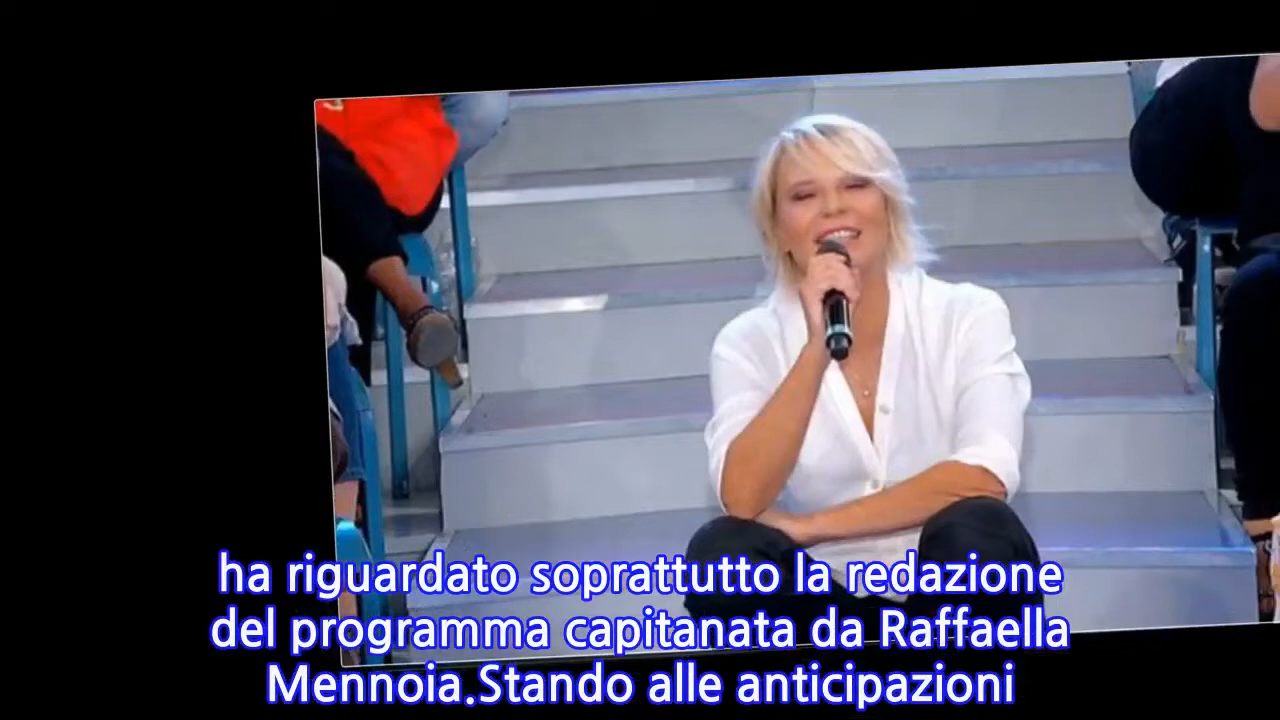 ha riguardato soprattutto la redazione
del programma capitanata da Raffaella
Mennoia.Stando alle anticipazioni